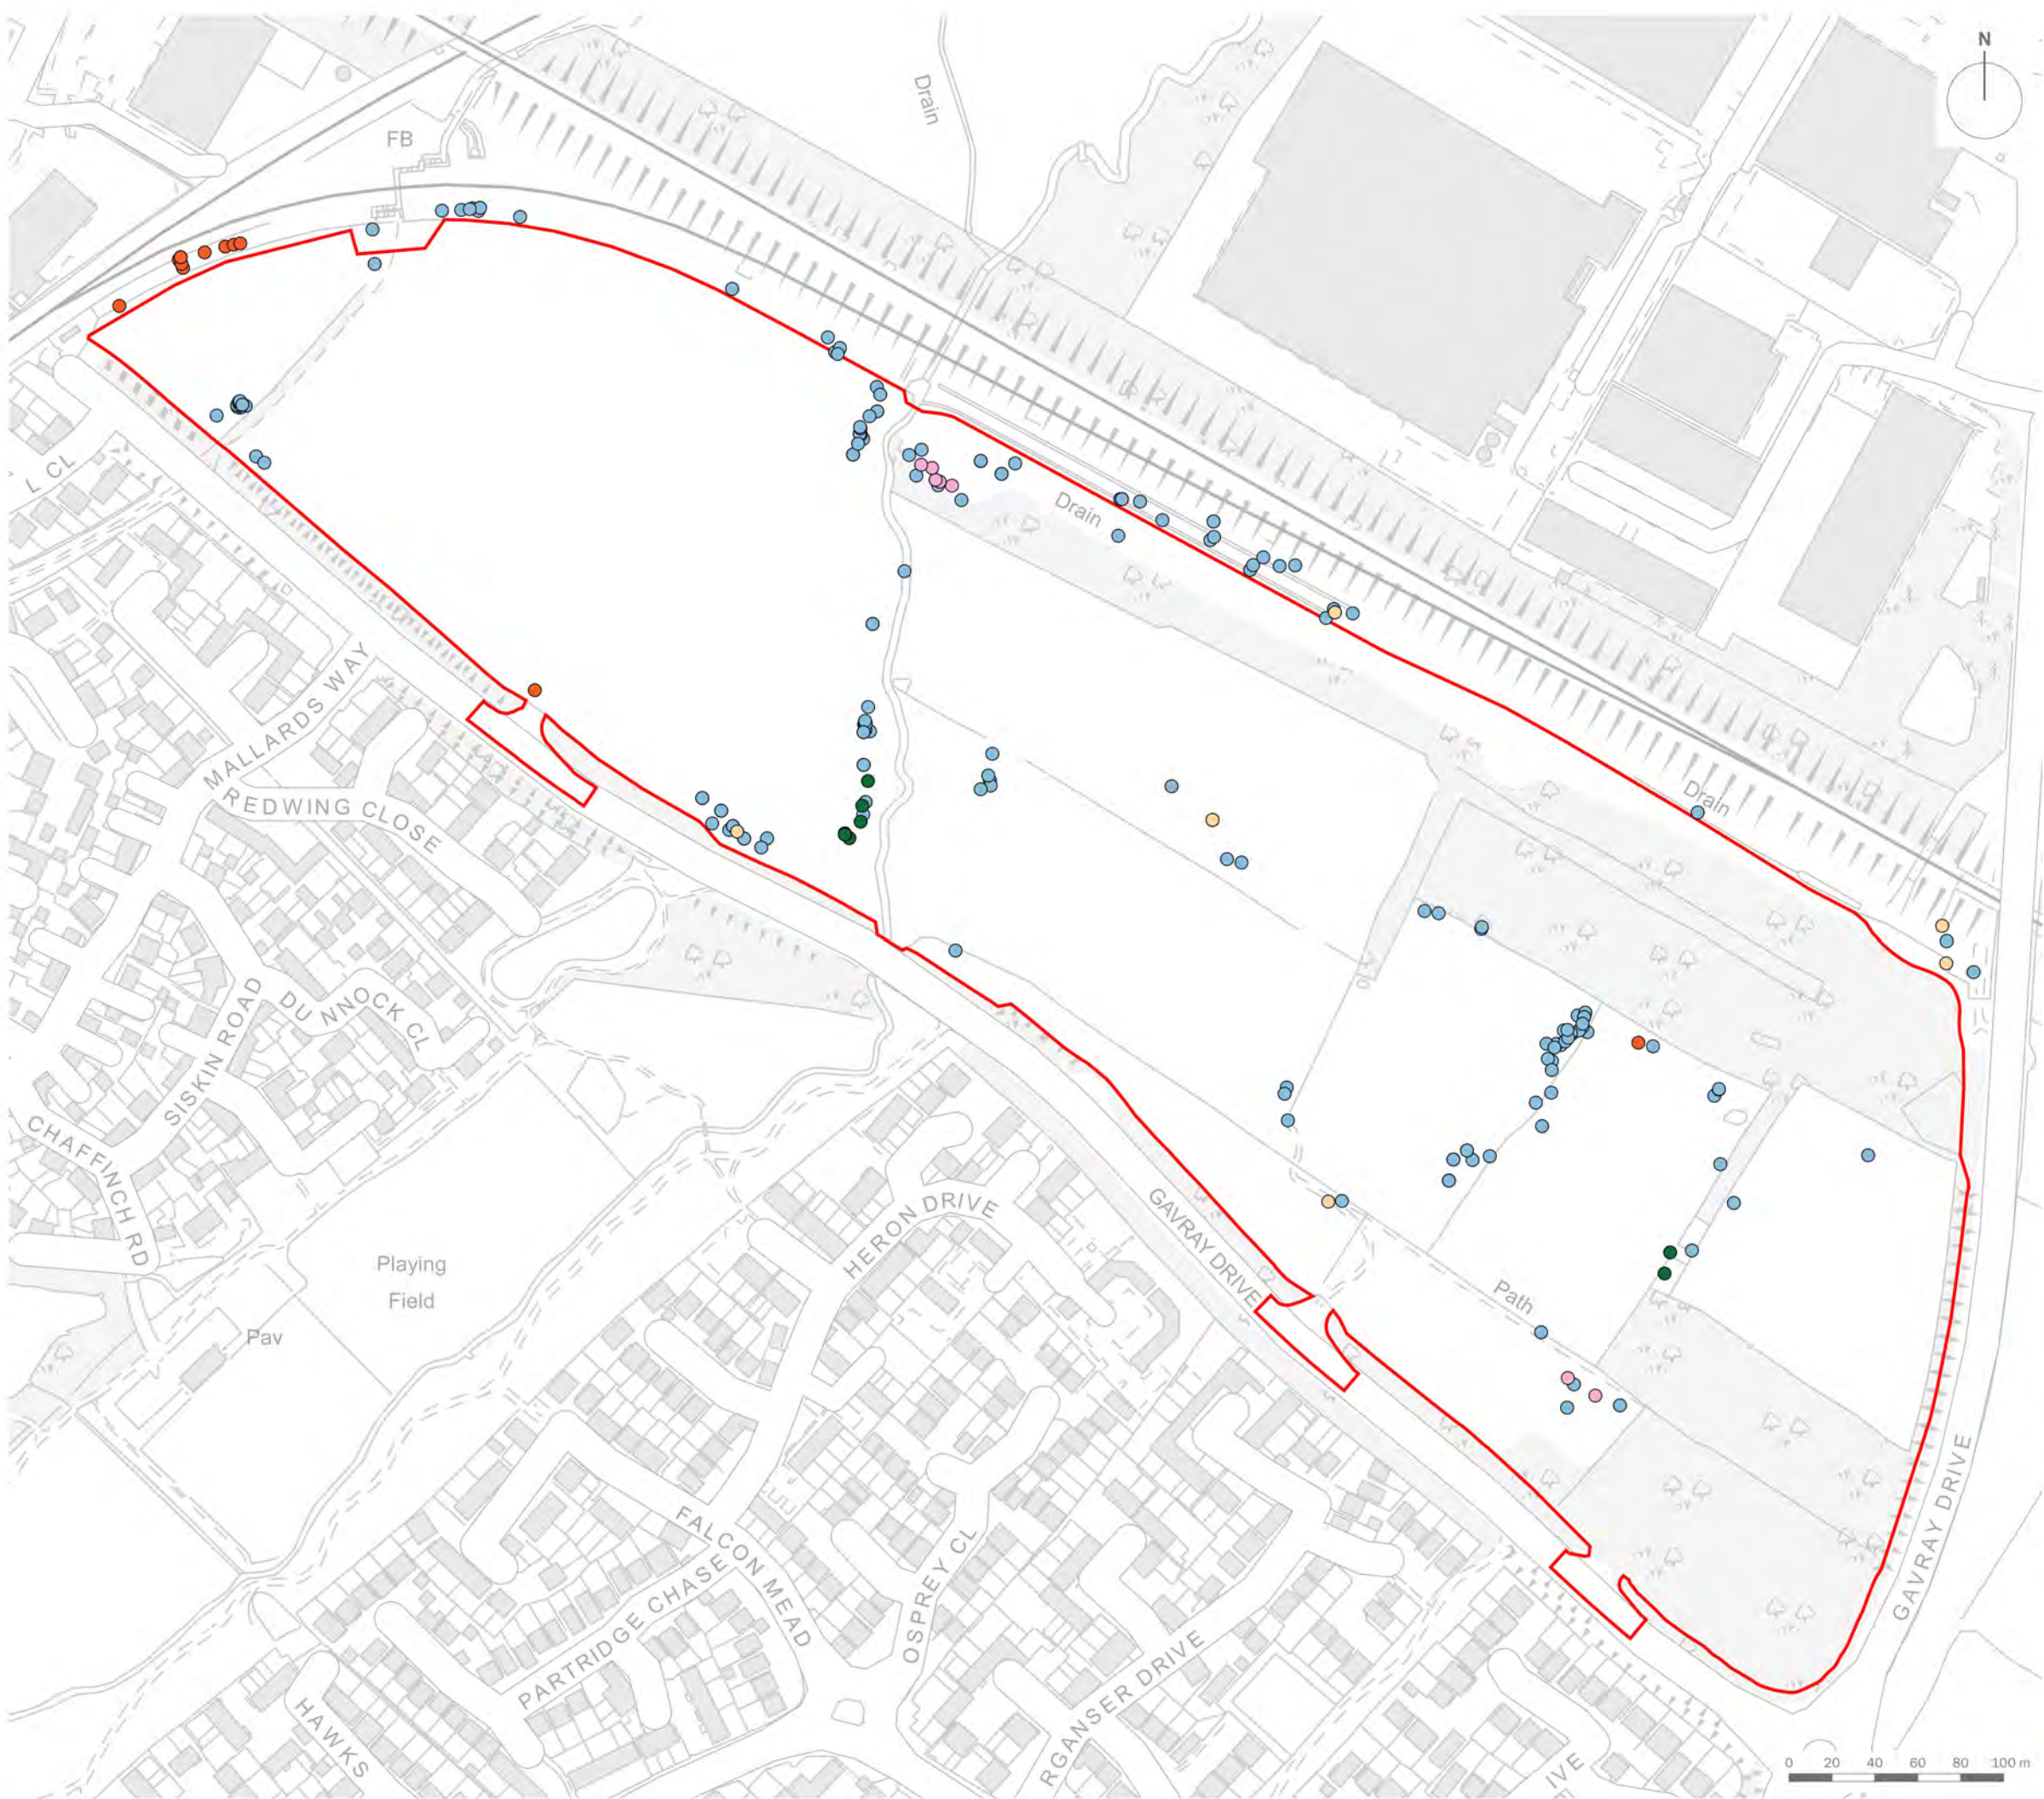 N
Drain
FB
L CL
Drain
MALLARDS WAY
REDWING CLOSE
Drain
DUNNOCK CL
SISKIN ROAD
CHAFFINCH RD
HERON DRIVE
GAVRAY DRIVE
Playing
Field
Path
Pav
GAVRAY DRIVE
FALCON MEAD
OSPREY CL
PARTRIDGE CHASE
RGANSER DRIVE
HAWKS
IVE
0 20 40 60 80 100 m